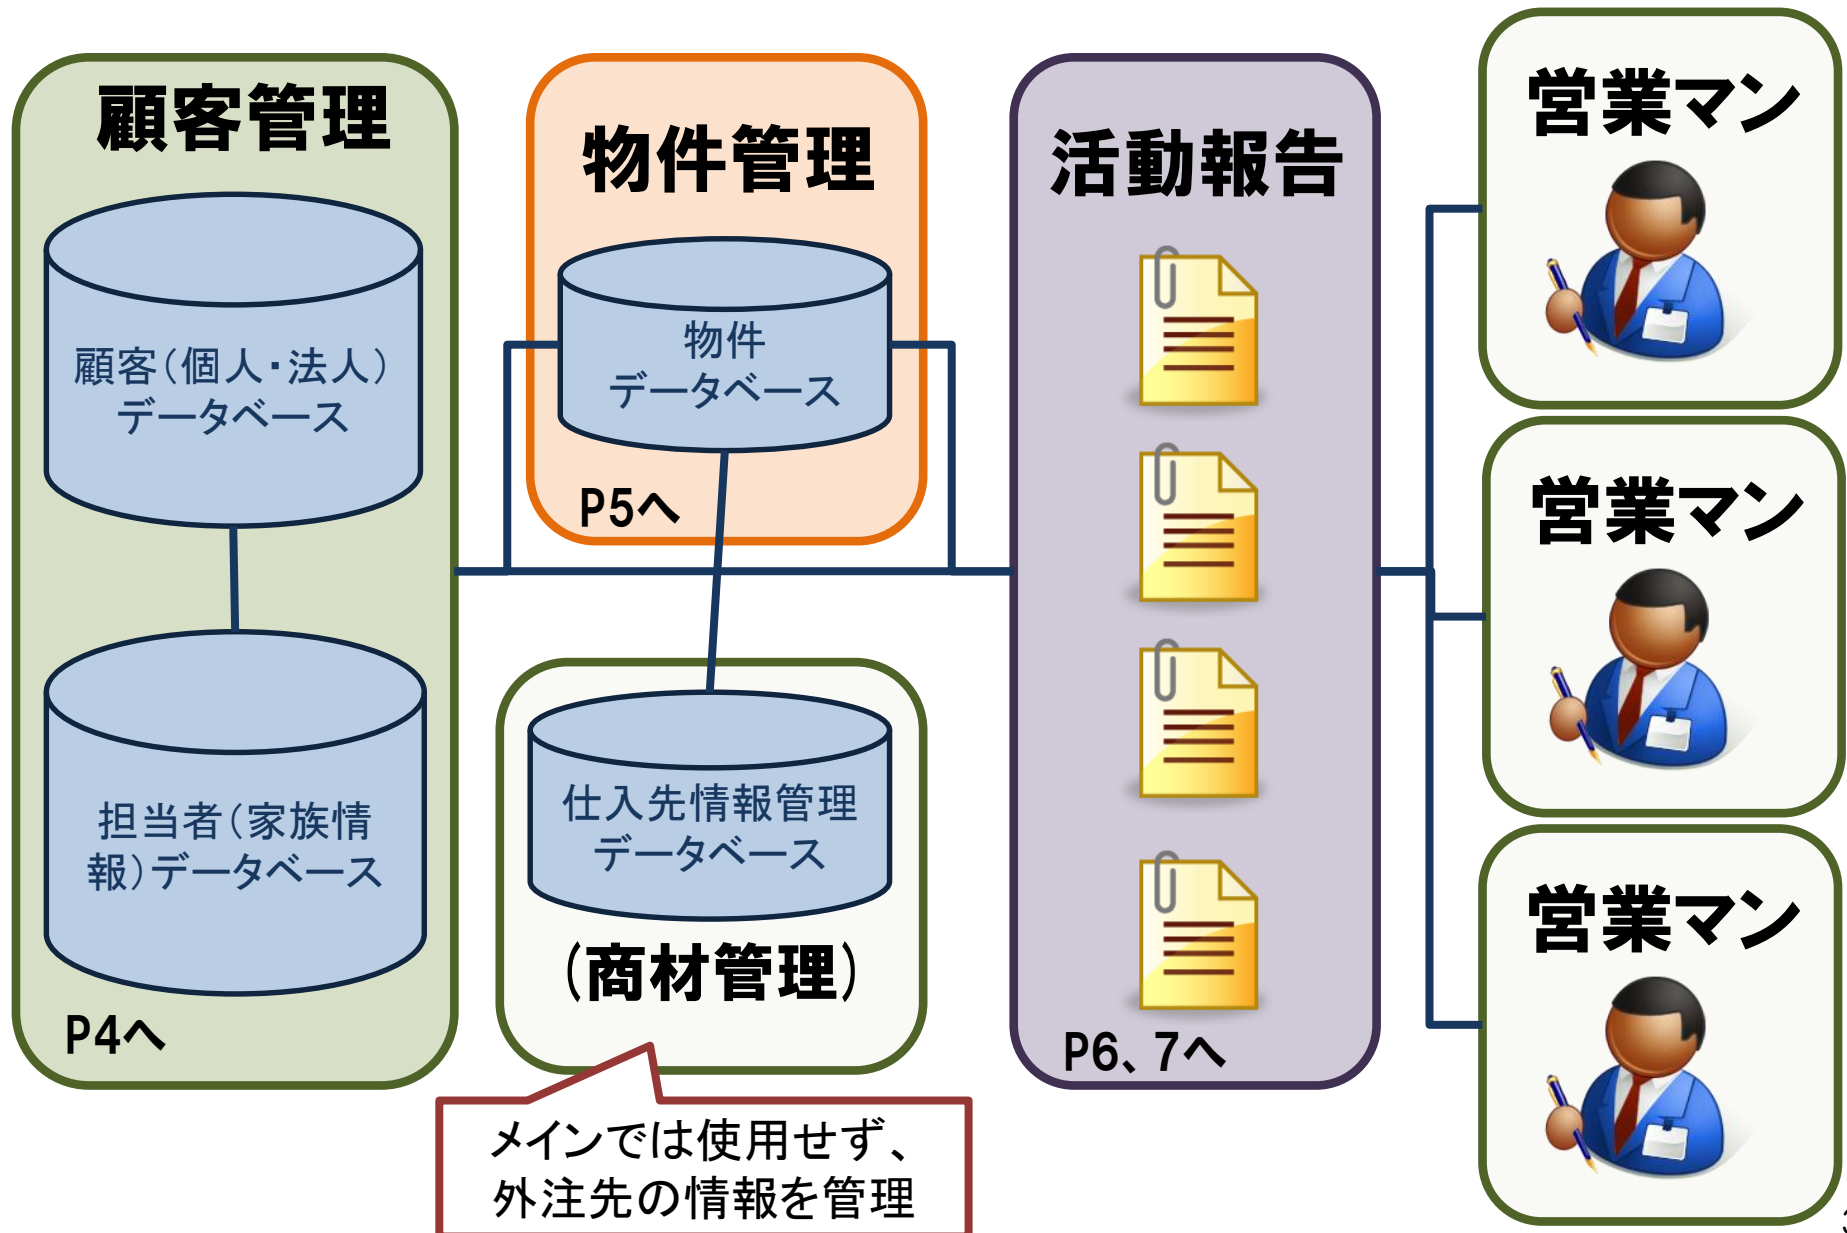 顧客管理
顧客（個人・法人）
データベース
担当者（家族情
報）データベース
P4へ
物件管理
物件
データベース
P5へ
仕入先情報管理
データベース
（商材管理）
メインでは使用せず、
外注先の情報を管理
活動報告
P6、7へ
営業マン
営業マン
営業マン